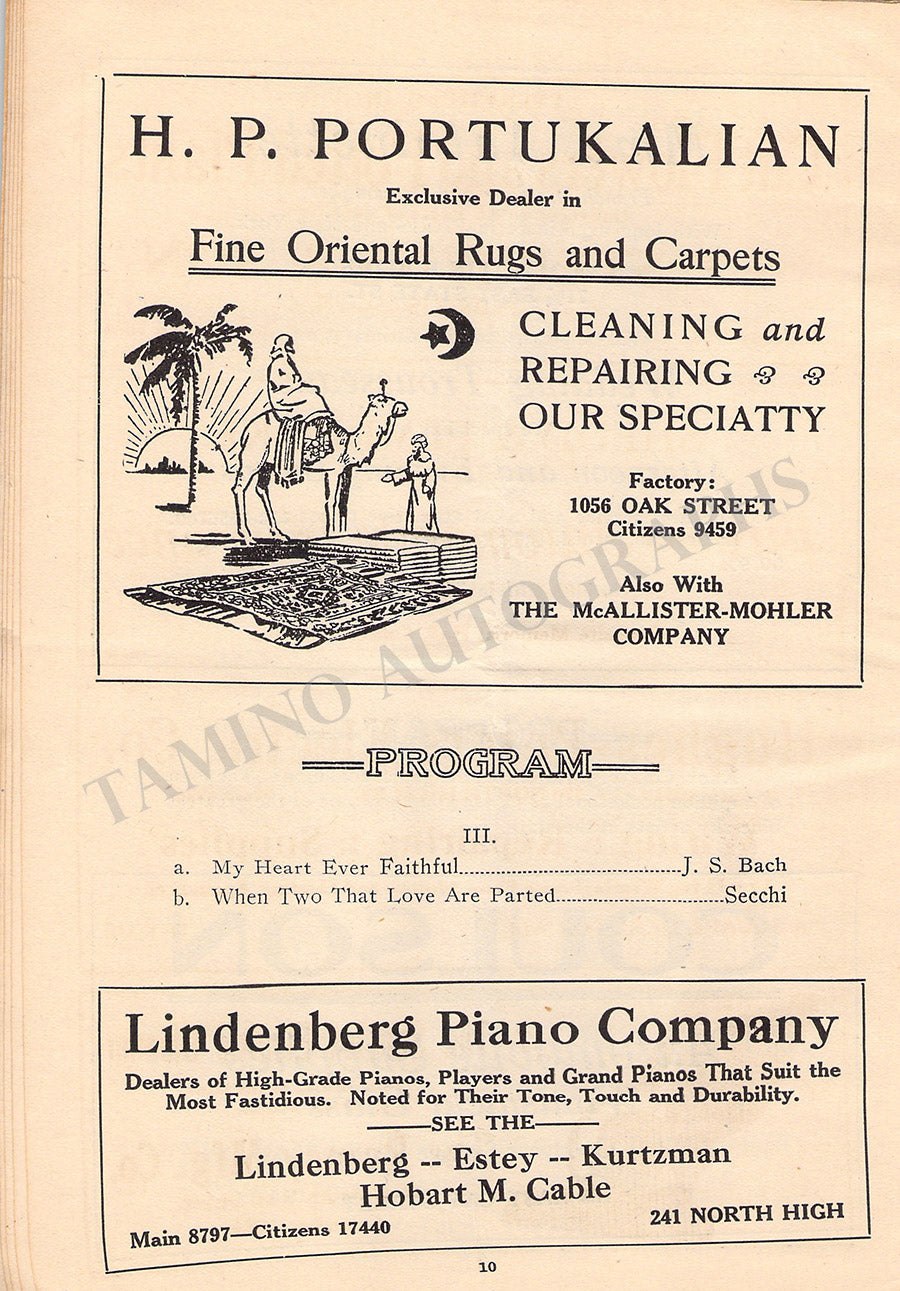 H. P. PORTUKALIAN
Exclusive Dealer in
Fine Oriental Rugs and Carpets
CLEANING and
REPAIRING
OUR SPECIATTY
Factory:
1056 OAK STREET
Citizens 9459
Also With
THE McALLISTER-MOHLER
COMPANY
TAMINO AUTOGRAPHS
PROGRAM
III.
a. My Heart Ever Faithful........................................J. S. Bach
b. When Two That Love Are Parted..............................Secchi
Lindenberg Piano Company
Dealers of High-Grade Pianos, Players and Grand Pianos That Suit the
Most Fastidious. Noted for Their Tone, Touch and Durability.
SEE THE
Lindenberg -- Estey -- Kurtzman
Hobart M. Cable
Main 8797—Citizens 17440
241 NORTH HIGH
10